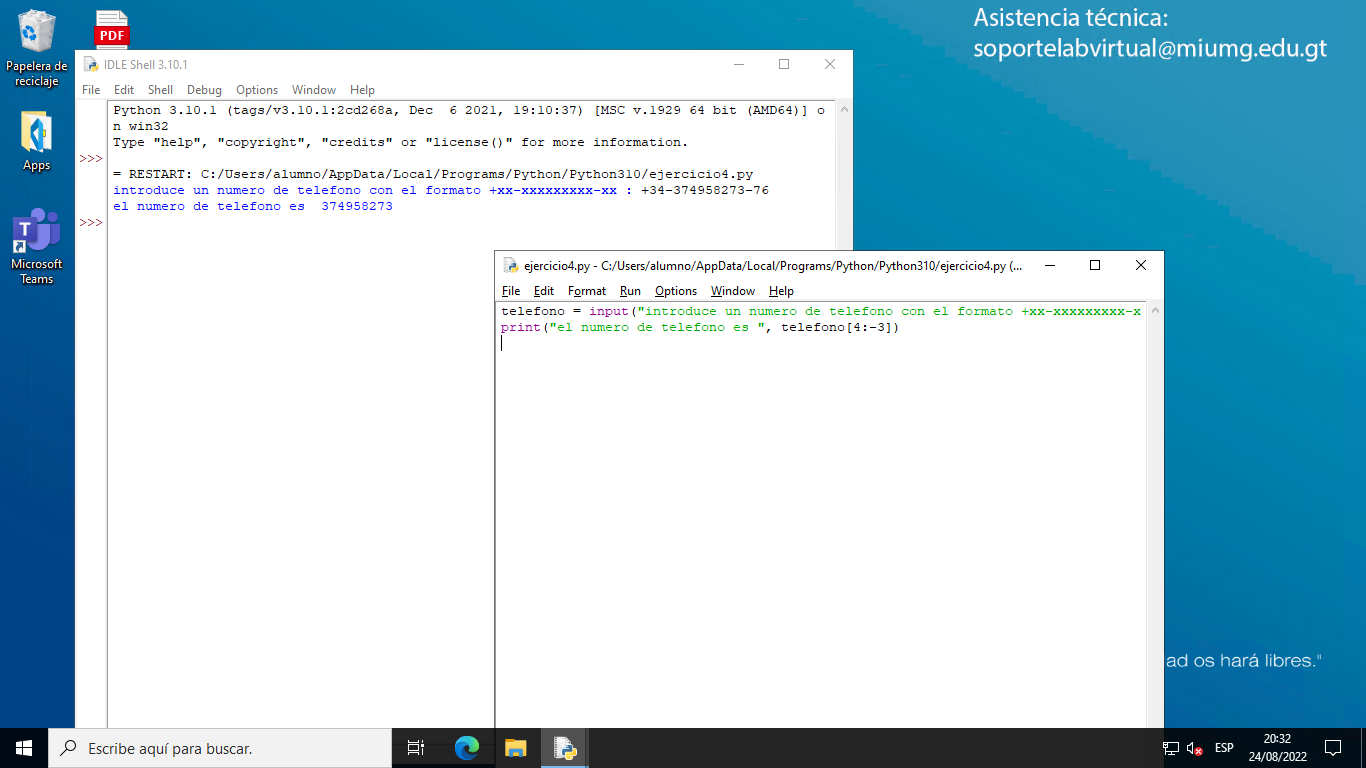 Asistencia técnica:
soportelabvirtual@miumg.edu.gt
Papelera de
reciclaje
PDF
Apps
Microsoft
Teams
IDLE Shell 3.10.1
File Edit Shell Debug Options Window Help
Python 3.10.1 (tags/v3.10.1:2cd268a, Dec  6 2021, 19:10:37) [MSC v.1929 64 bit (AMD64)] o
n win32
Type "help", "copyright", "credits" or "license()" for more information.
>>>
= RESTART: C:/Users/alumno/AppData/Local/Programs/Python/Python310/ejercicio4.py
introduce un numero de telefono con el formato +xx-xxxxxxxxx-xx : +34-374958273-76
el numero de telefono es  374958273
>>>
ejercicio4.py - C:/Users/alumno/AppData/Local/Programs/Python/Python310/ejercicio4.py (...
File Edit Format Run Options Window Help
telefono = input("introduce un numero de telefono con el formato +xx-xxxxxxxxx-x
print("el numero de telefono es ", telefono[4:-3])
ad os hará libres."
Escribe aquí para buscar.
ESP
20:32
24/08/2022